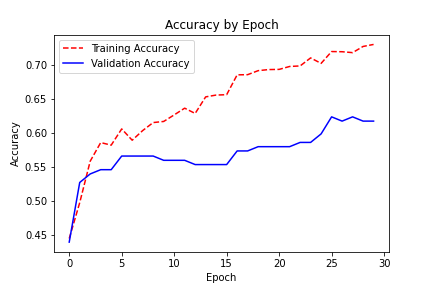 Accuracy by Epoch
Training Accuracy
Validation Accuracy
Accuracy
0.70
0.65
0.60
0.55
0.50
0.45
0 5 10 15 20 25 30
Epoch